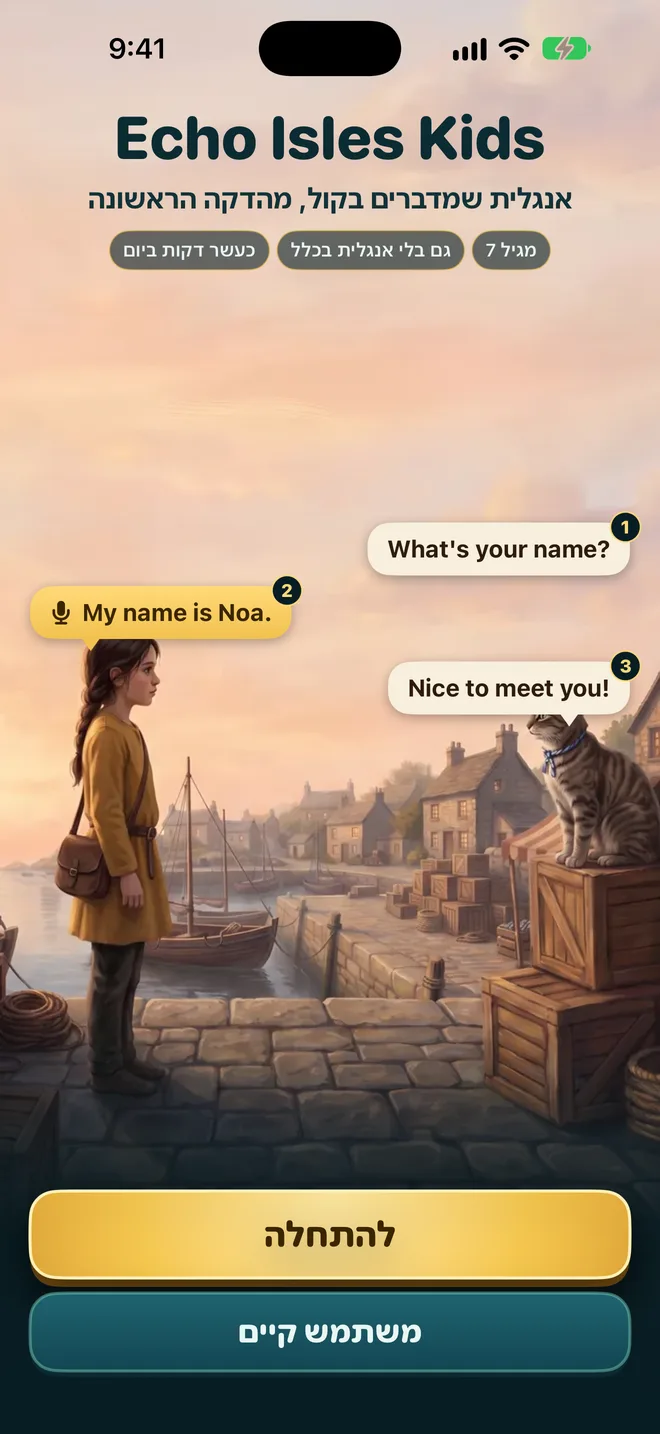 9:41
Echo Isles Kids
אנגלית שמדברים בקול, מהדקה הראשונה
מגיל 7
גם בלי אנגלית בכלל
כעשר דקות ביום
1
What's your name?
2
My name is Noa.
3
Nice to meet you!
להתחלה
משתמש קיים